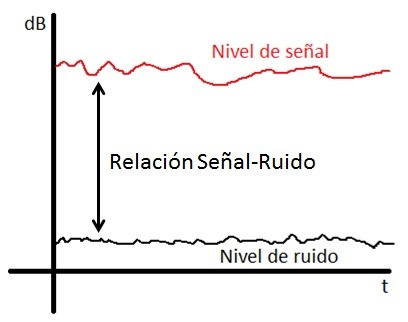 dB
Nivel de señal
Relación Señal-Ruido
Nivel de ruido
t